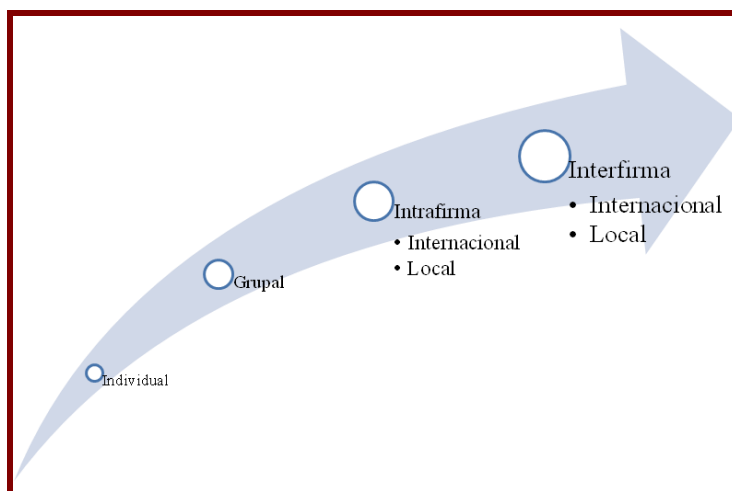 Interfirma
• Internacional
• Local
Intrafirma
• Internacional
• Local
Grupal
Individual